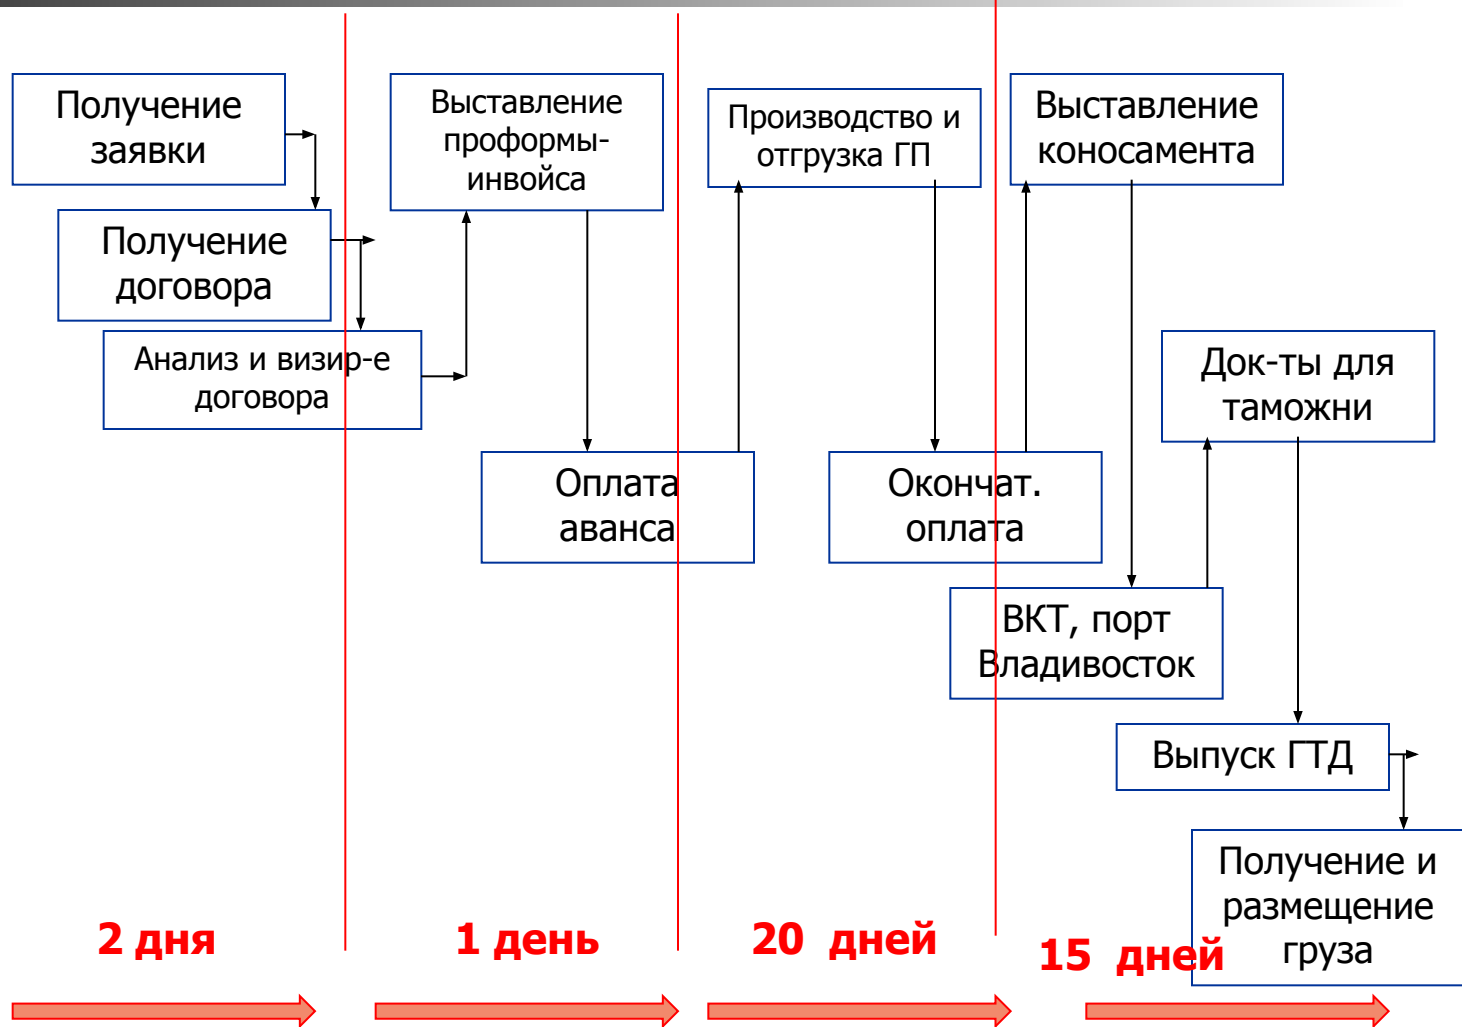 Получение
заявки
Получение
договора
Анализ и визир-е
договора
Выставление
проформы-
инвойса
Оплата
аванса
Производство и
отгрузка ГП
Окончат.
оплата
Выставление
коносамента
ВКТ, порт
Владивосток
Док-ты для
таможни
Выпуск ГТД
Получение и
размещение
груза
2 дня
1 день
20 дней
15 дней